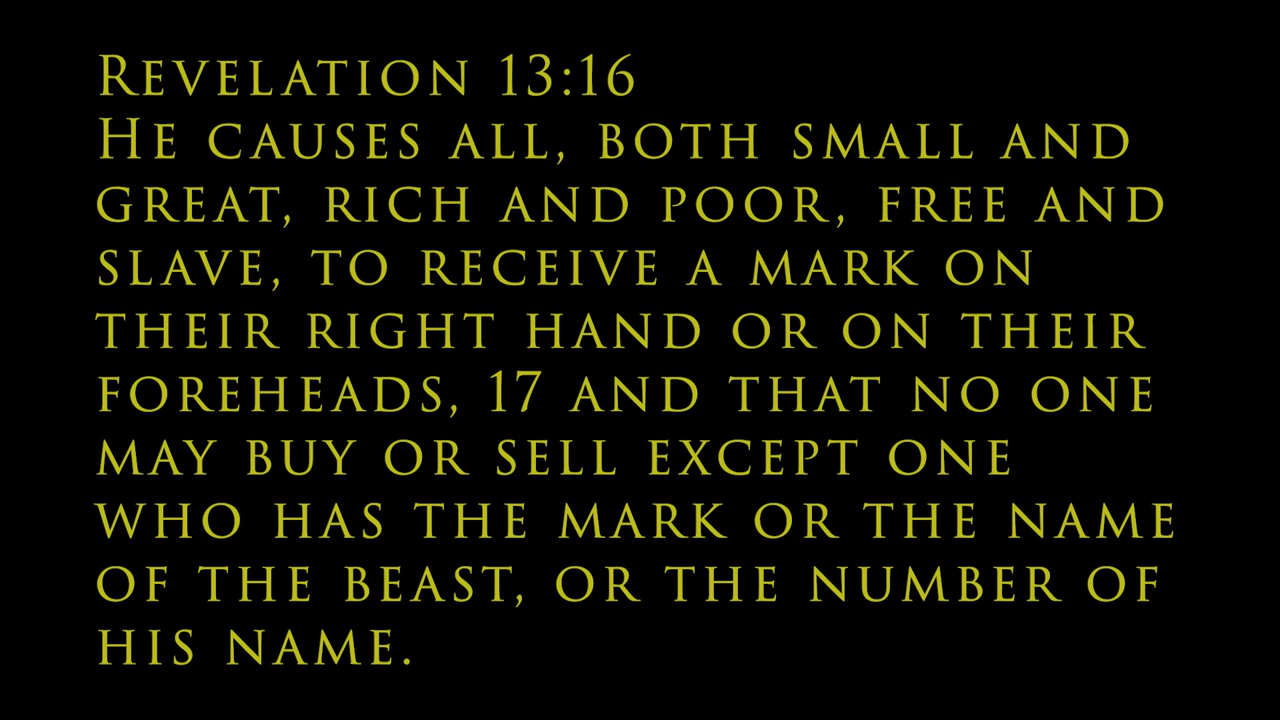 Revelation 13:16
He causes all, both small and
great, rich and poor, free and
slave, to receive a mark on
their right hand or on their
foreheads, 17 and that no one
may buy or sell except one
who has the mark or the name
of the beast, or the number of
his name.